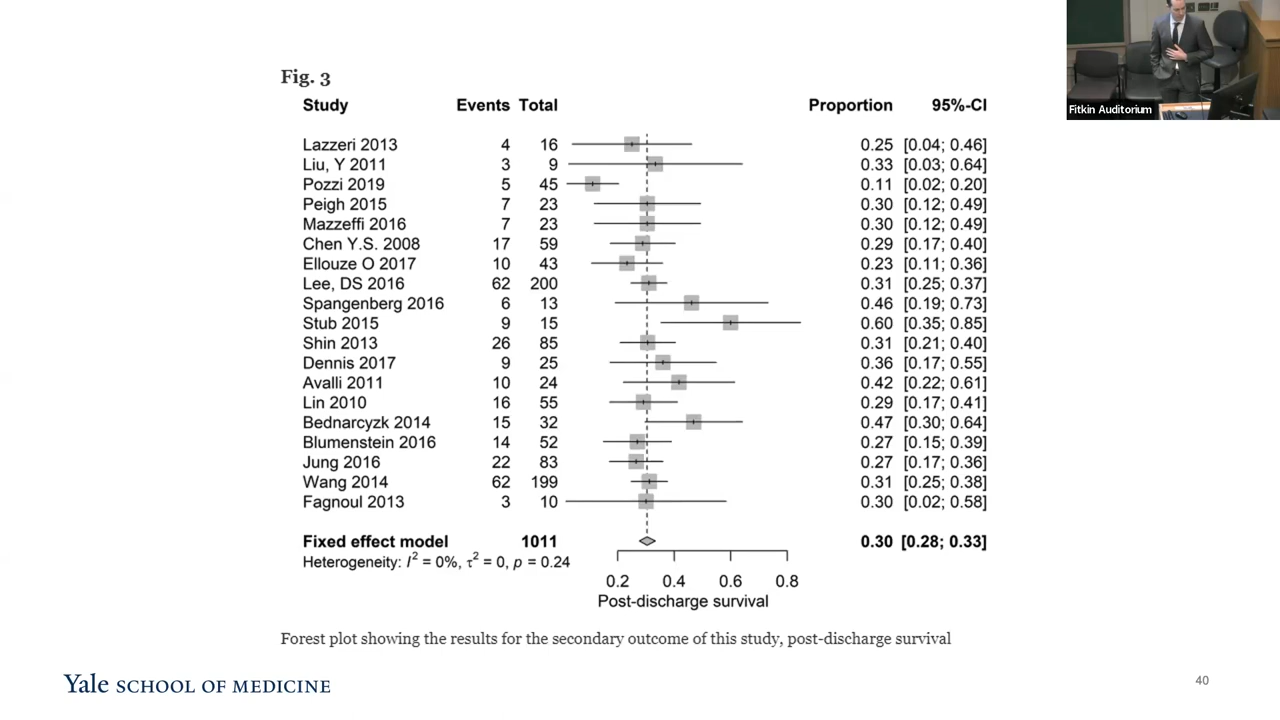 Fitkin Auditorium
Fig. 3
Study Events Total Proportion 95%-CI
Lazzeri 2013 4 16 0.25 [0.04; 0.46]
Liu, Y 2011 3 9 0.33 [0.03; 0.64]
Pozzi 2019 5 45 0.11 [0.02; 0.20]
Peigh 2015 7 23 0.30 [0.12; 0.49]
Mazzeffi 2016 7 23 0.30 [0.12; 0.49]
Chen Y.S. 2008 17 59 0.29 [0.17; 0.40]
Ellouze O 2017 10 43 0.23 [0.11; 0.36]
Lee, DS 2016 62 200 0.31 [0.25; 0.37]
Spangenberg 2016 6 13 0.46 [0.19; 0.73]
Stub 2015 9 15 0.60 [0.35; 0.85]
Shin 2013 26 85 0.31 [0.21; 0.40]
Dennis 2017 9 25 0.36 [0.17; 0.55]
Avalli 2011 10 24 0.42 [0.22; 0.61]
Lin 2010 16 55 0.29 [0.17; 0.41]
Bednarcyzk 2014 15 32 0.47 [0.30; 0.64]
Blumenstein 2016 14 52 0.27 [0.15; 0.39]
Jung 2016 22 83 0.27 [0.17; 0.36]
Wang 2014 62 199 0.31 [0.25; 0.38]
Fagnoul 2013 3 10 0.30 [0.02; 0.58]
Fixed effect model 1011 0.30 [0.28; 0.33]
Heterogeneity: I² = 0%, τ² = 0, p = 0.24
0.2 0.4 0.6 0.8
Post-discharge survival
Forest plot showing the results for the secondary outcome of this study, post-discharge survival
Yale SCHOOL OF MEDICINE
40